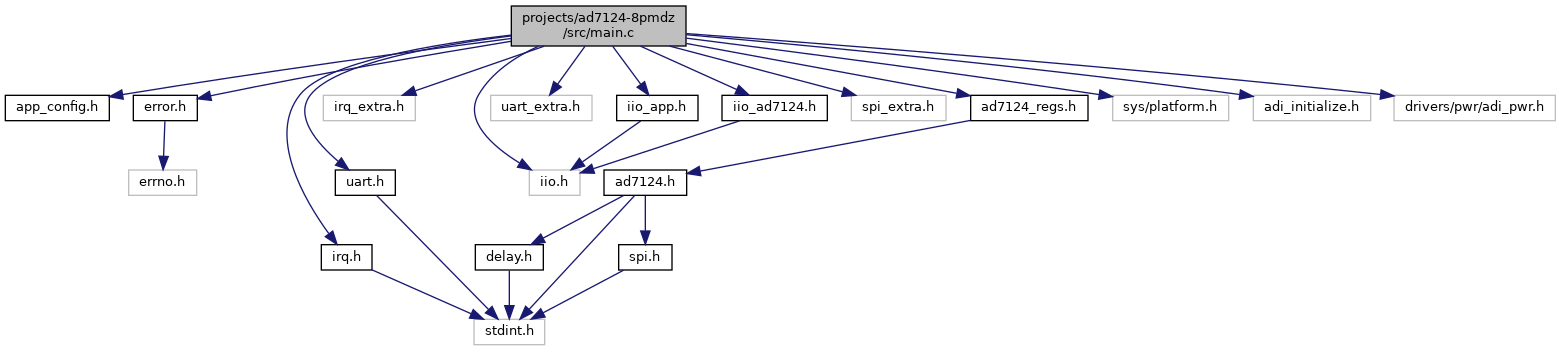 projects/ad7124-8pmdz
/src/main.c
app_config.h
error.h
irq_extra.h
uart_extra.h
iio_app.h
iio_ad7124.h
spi_extra.h
ad7124_regs.h
sys/platform.h
adi_initialize.h
drivers/pwr/adi_pwr.h
errno.h
uart.h
iio.h
ad7124.h
irq.h
delay.h
spi.h
stdint.h